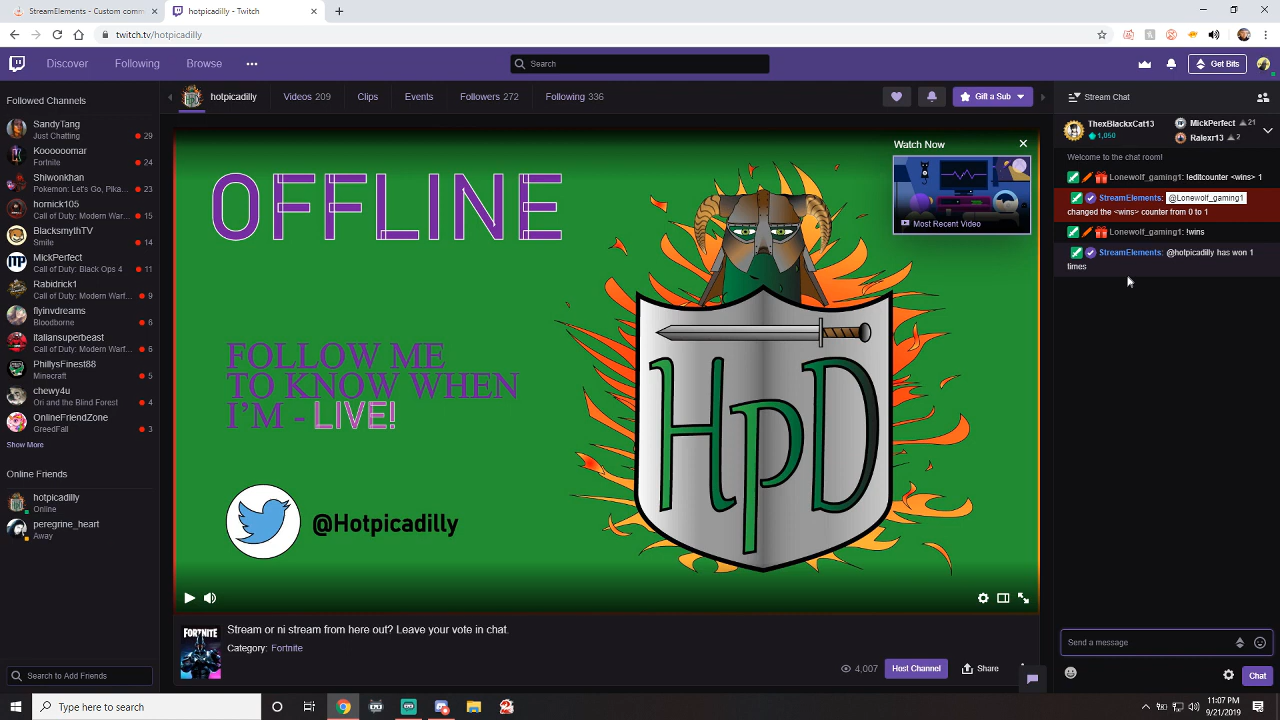 StreamElements - Custom comm
hotpicadilly - Twitch
twitch.tv/hotpicadilly
Discover
Following
Browse
Search
Get Bits
Followed Channels
SandyTang
Just Chatting
29
Koooooomar
Fortnite
24
Shiwonkhan
Pokemon: Let's Go, Pika...
23
hornick105
Call of Duty: Modern War...
15
BlacksmythTV
Smile
14
MickPerfect
Call of Duty: Black Ops 4
11
Rabidrick1
Call of Duty: Modern Warf...
9
flyinvdreams
Bloodborne
6
italiansuperbeast
Call of Duty: Modern Warf...
6
PhillysFinest88
Minecraft
5
chewy4u
Ori and the Blind Forest
4
OnlineFriendZone
GreedFall
3
Show More
Online Friends
hotpicadilly
Online
peregrine_heart
Away
Search to Add Friends
hotpicadilly
Videos 209
Clips
Events
Followers 272
Following 336
Gift a Sub
OFFLINE
FOLLOW ME
TO KNOW WHEN
I'M - LIVE!
@Hotpicadilly
HpD
Watch Now
Most Recent Video
FORTNITE
Stream or ni stream from here out? Leave your vote in chat.
Category: Fortnite
4,007
Host Channel
Share
Stream Chat
ThexBlackxCat13
1,050
MickPerfect 21
Ralexr13 2
Welcome to the chat room!
Lonewolf_gaming1: !editcounter <wins> 1
StreamElements: @Lonewolf_gaming1
changed the <wins> counter from 0 to 1
Lonewolf_gaming1: !wins
StreamElements: @hotpicadilly has won 1
times
Send a message
Chat
Type here to search
11:07 PM
9/21/2019